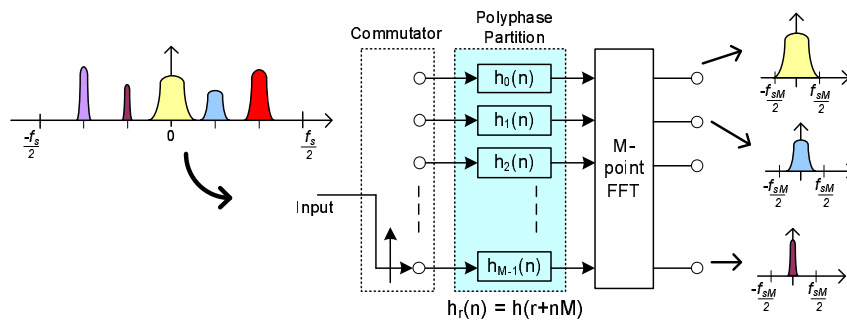 Polyphase
Partition
Commutator
-fs/2
0
fs/2
Input
h0(n)
h1(n)
h2(n)
hM-1(n)
hr(n) = h(r+nM)
M-
point
FFT
-fsM/2
fsM/2
-fsM/2
fsM/2
-fsM/2
fsM/2